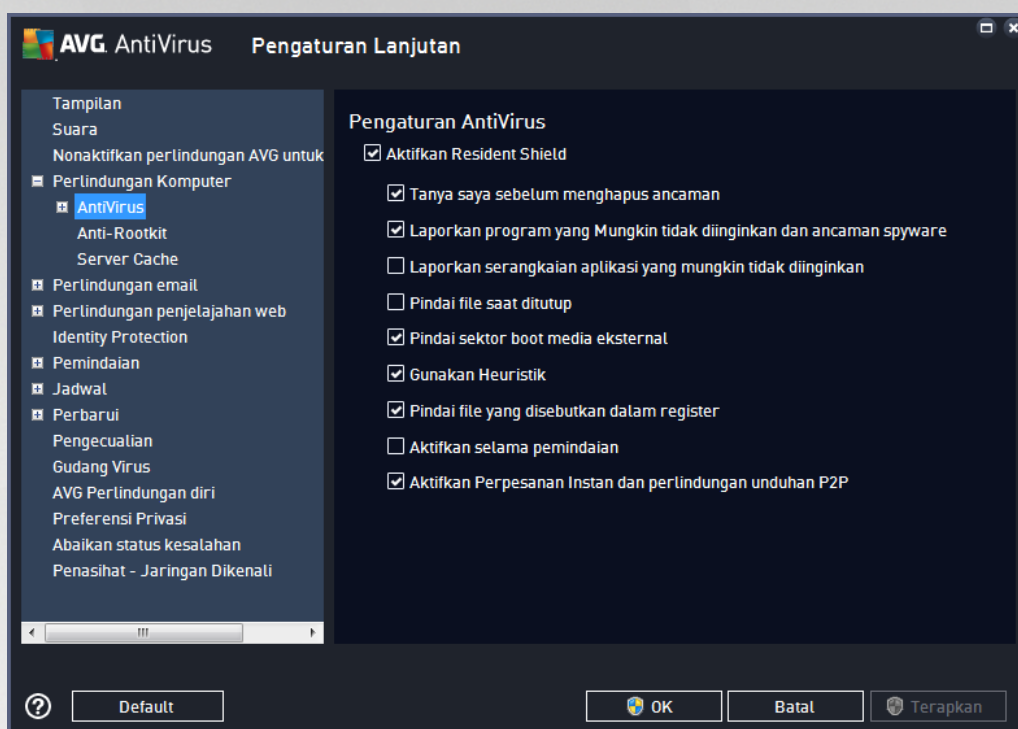 AVG. AntiVirus Pengaturan Lanjutan
Tampilan
Suara
Nonaktifkan perlindungan AVG untuk
Perlindungan Komputer
AntiVirus
Anti-Rootkit
Server Cache
Perlindungan email
Perlindungan penjelajahan web
Identity Protection
Pemindaian
Jadwal
Perbarui
Pengecualian
Gudang Virus
AVG Perlindungan diri
Preferensi Privasi
Abaikan status kesalahan
Penasihat - Jaringan Dikenali
Pengaturan AntiVirus
Aktifkan Resident Shield
Tanya saya sebelum menghapus ancaman
Laporkan program yang Mungkin tidak diinginkan dan ancaman spyware
Laporkan serangkaian aplikasi yang mungkin tidak diinginkan
Pindai file saat ditutup
Pindai sektor boot media eksternal
Gunakan Heuristik
Pindai file yang disebutkan dalam register
Aktifkan selama pemindaian
Aktifkan Perpesanan Instan dan perlindungan unduhan P2P
? Default OK Batal Terapkan